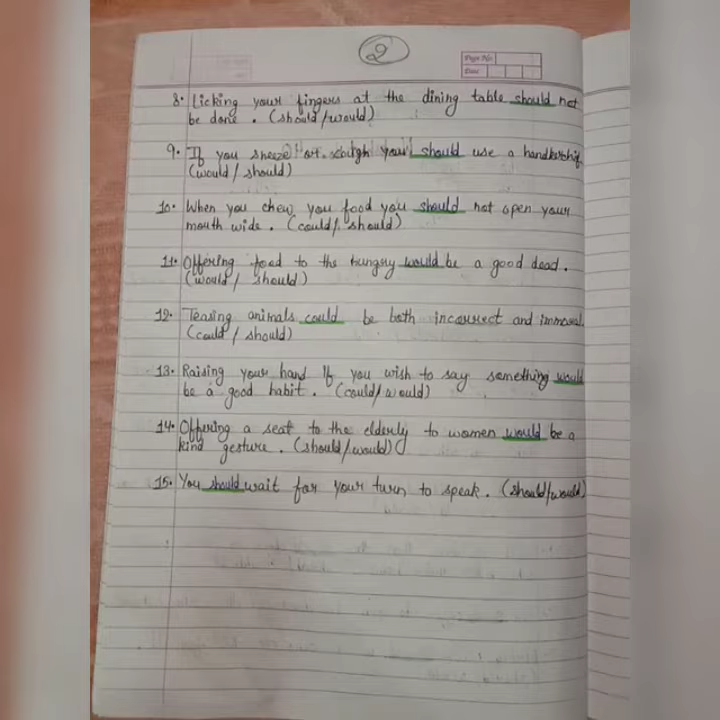 2
Page No.
Date
8. Licking your fingers at the dining table should not
be done. (should/would)
9. If you sneeze or cough you should use a handkerchif.
(would / should)
10. When you chew you food you should not open your
mouth wide. (could/ should)
11. Offering food to the hungry would be a good dead.
(would / should)
12. Teasing animals could be both incorrect and immoral.
(could / should)
13. Raising your hand If you wish to say something would
be a good habit. (could/would)
14. Offering a seat to the elderly to women would be a
kind gesture. (should/would)
15. You should wait for your turn to speak. (should/would)